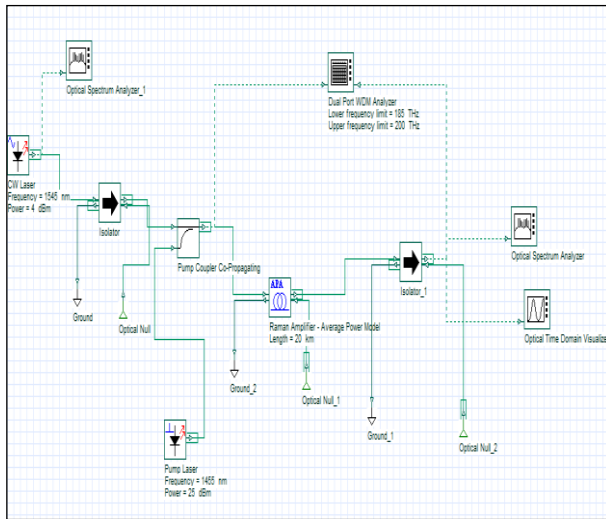 Optical Spectrum Analyzer_1
Dual Port WDM Analyzer
Lower frequency limit = 185 THz
Upper frequency limit = 200 THz
CW Laser
Frequency = 1545 nm
Power = 4 dBm
Isolator
Pump Coupler Co-Propagating
Optical Spectrum Analyzer
Isolator_1
Ground
Optical Null
APA
Raman Amplifier - Average Power Model
Length = 20 km
Optical Time Domain Visualize
Ground_2
Optical Null_1
Ground_1
Optical Null_2
Pump Laser
Frequency = 1455 nm
Power = 25 dBm